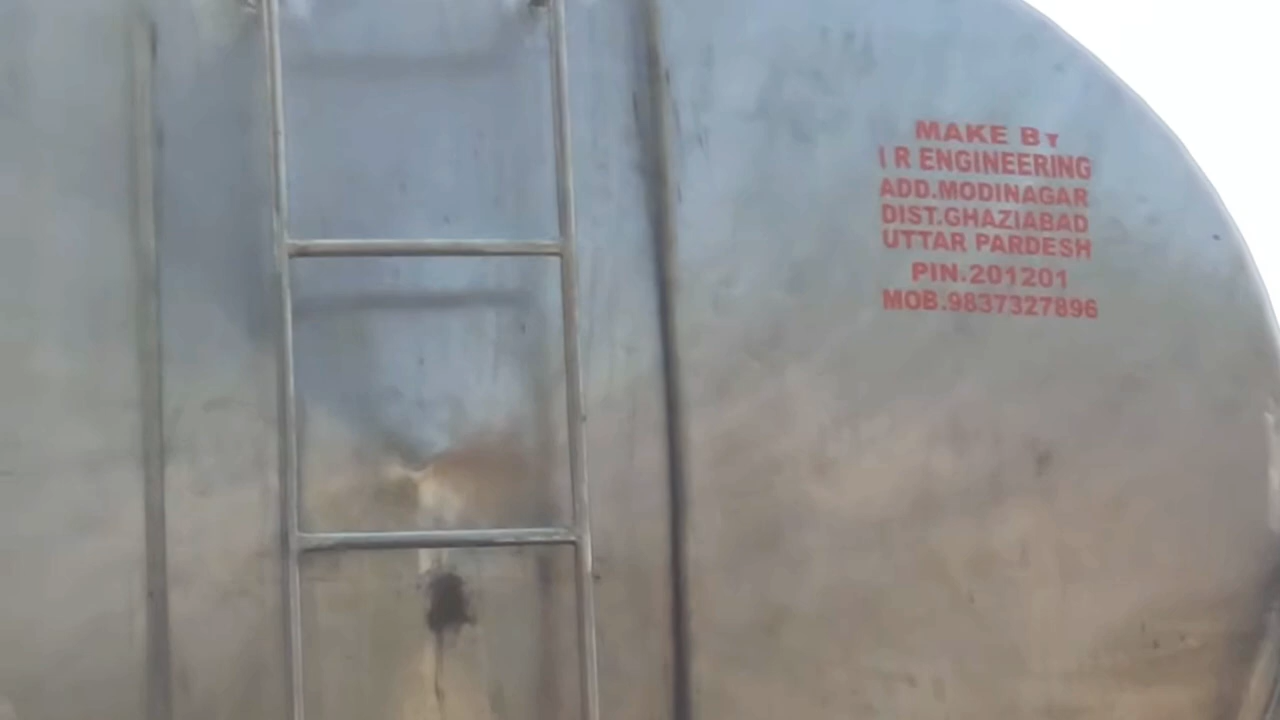 MAKE BY
I R ENGINEERING
ADD.MODINAGAR
DIST.GHAZIABAD
UTTAR PARDESH
PIN.201201
MOB.9837327896